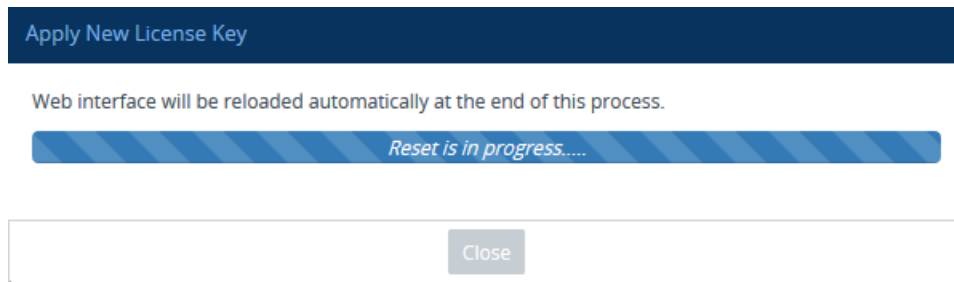 Apply New License Key
Web interface will be reloaded automatically at the end of this process.
Reset is in progress.....
Close